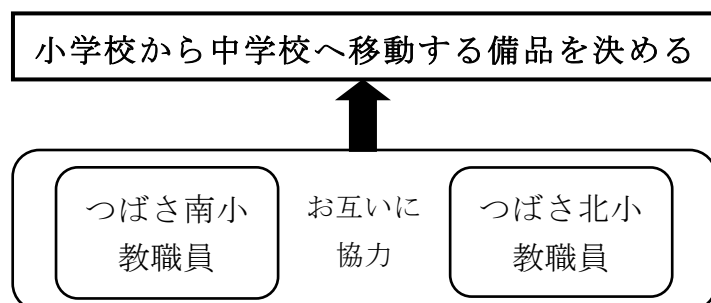 小学校から中学校へ移動する備品を決める
つばさ南小
教職員
お互いに
協力
つばさ北小
教職員